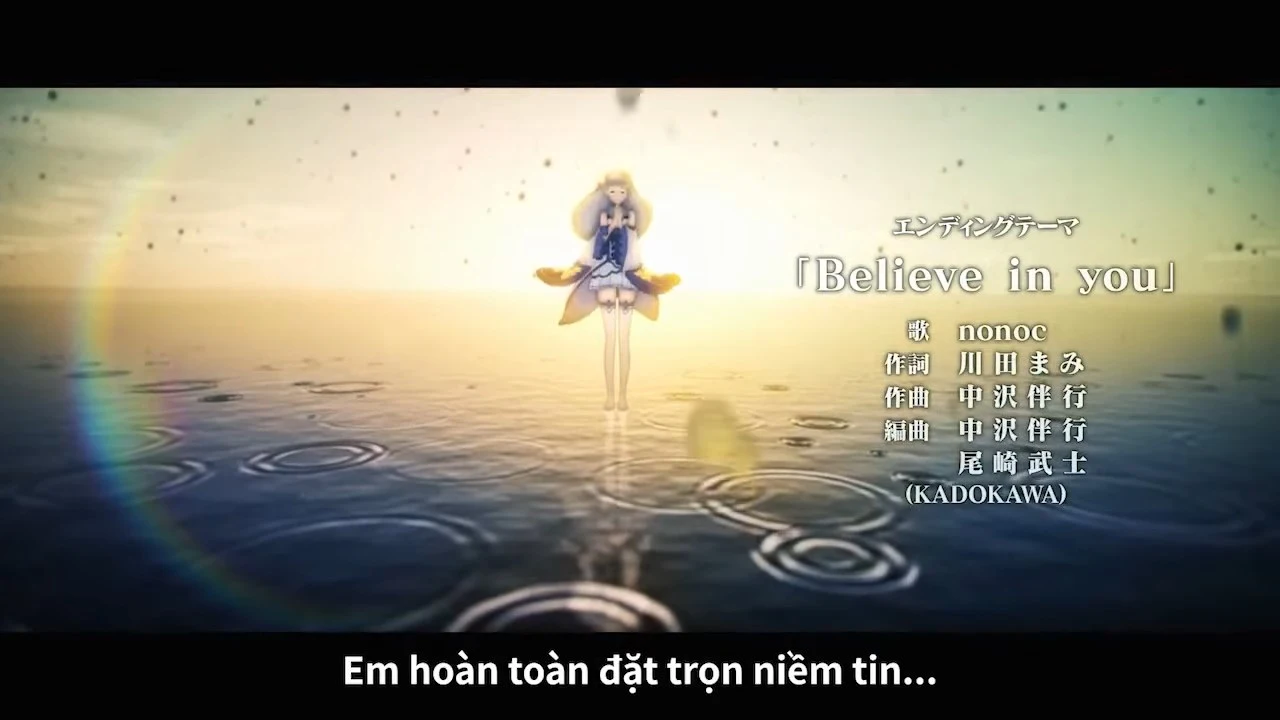 エンディングテーマ
「Believe in you」
歌 nonoc
作詞 川田まみ
作曲 中沢伴行
編曲 中沢伴行
尾崎武士
(KADOKAWA)
Em hoàn toàn đặt trọn niềm tin...